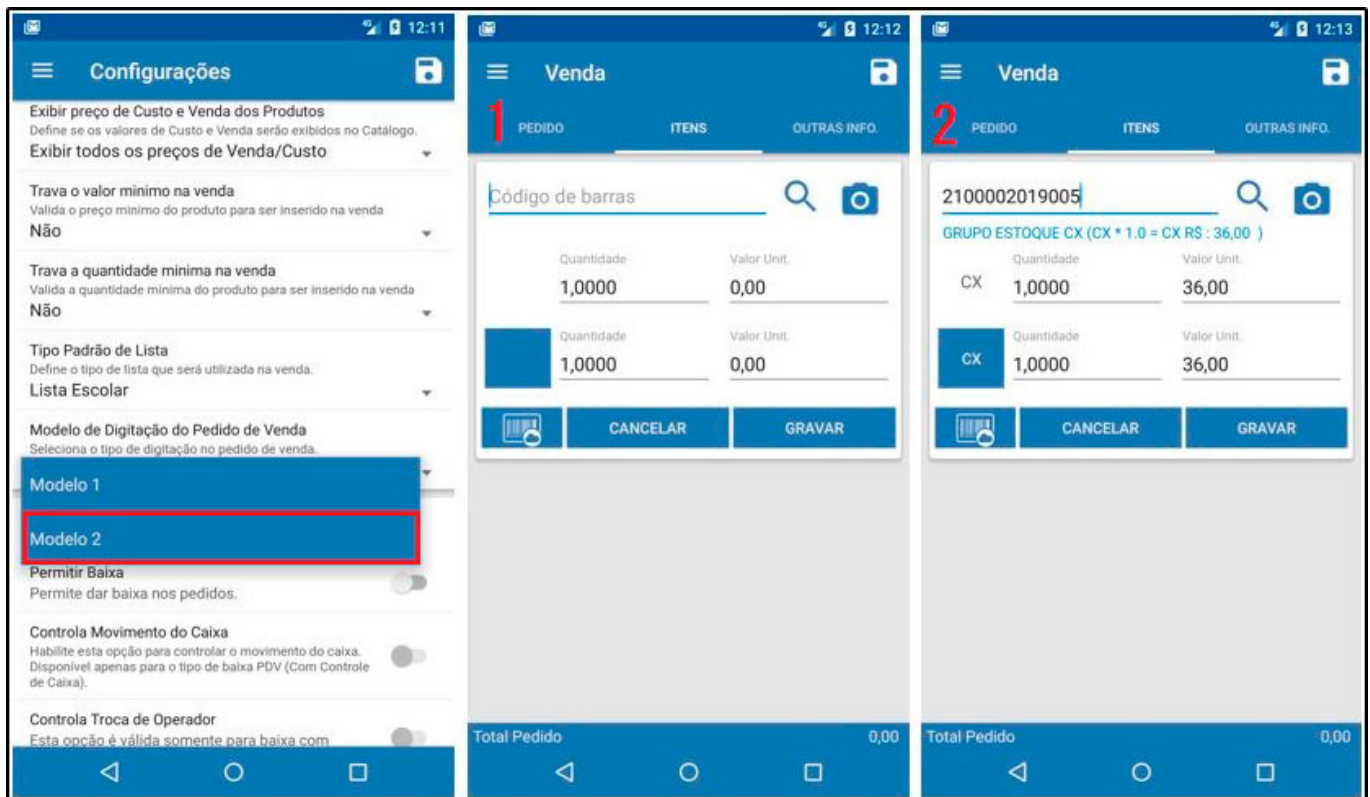 12:11
Configurações
Exibir preço de Custo e Venda dos Produtos
Define se os valores de Custo e Venda serão exibidos no Catálogo.
Exibir todos os preços de Venda/Custo
Trava o valor minimo na venda
Valida o preço minimo do produto para ser inserido na venda
Não
Trava a quantidade minima na venda
Valida a quantidade minima do produto para ser inserido na venda
Não
Tipo Padrão de Lista
Define o tipo de lista que será utilizada na venda.
Lista Escolar
Modelo de Digitação do Pedido de Venda
Seleciona o tipo de digitação no pedido de venda.
Modelo 1
Modelo 2
Permitir Baixa
Permite dar baixa nos pedidos.
Controla Movimento do Caixa
Habilite esta opção para controlar o movimento do caixa.
Disponível apenas para o tipo de baixa PDV (Com Controle
de Caixa).
Controla Troca de Operador
Esta opção é válida somente para baixa com
4G 12:12
Venda
1 PEDIDO ITENS OUTRAS INFO.
Código de barras
Quantidade Valor Unit.
1,0000 0,00
Quantidade Valor Unit.
1,0000 0,00
CANCELAR GRAVAR
Total Pedido 0,00
4G 12:13
Venda
2 PEDIDO ITENS OUTRAS INFO.
2100002019005
GRUPO ESTOQUE CX (CX * 1.0 = CX R$ : 36,00 )
Quantidade Valor Unit.
CX 1,0000 36,00
Quantidade Valor Unit.
CX 1,0000 36,00
CANCELAR GRAVAR
Total Pedido 0,00